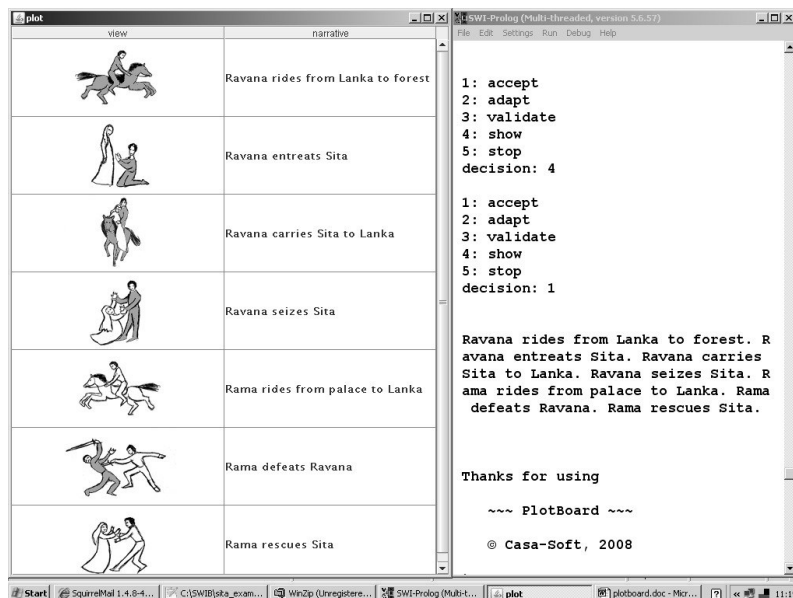 plot
view narrative
Ravana rides from Lanka to forest
Ravana entreats Sita
Ravana carries Sita to Lanka
Ravana seizes Sita
Rama rides from palace to Lanka
Rama defeats Ravana
Rama rescues Sita
SWI-Prolog (Multi-threaded, version 5.6.57)
File Edit Settings Run Debug Help
1: accept
2: adapt
3: validate
4: show
5: stop
decision: 4
1: accept
2: adapt
3: validate
4: show
5: stop
decision: 1
Ravana rides from Lanka to forest. R
avana entreats Sita. Ravana carries
Sita to Lanka. Ravana seizes Sita. R
ama rides from palace to Lanka. Rama
defeats Ravana. Rama rescues Sita.
Thanks for using
~~~ PlotBoard ~~~
© Casa-Soft, 2008
Start SquirrelMail 1.4.8-4... C:\SWIB\sita_exam... WinZip (Unregistere... SWI-Prolog (Multi-t... plot plotboard.doc - Micr... ? « 11:1